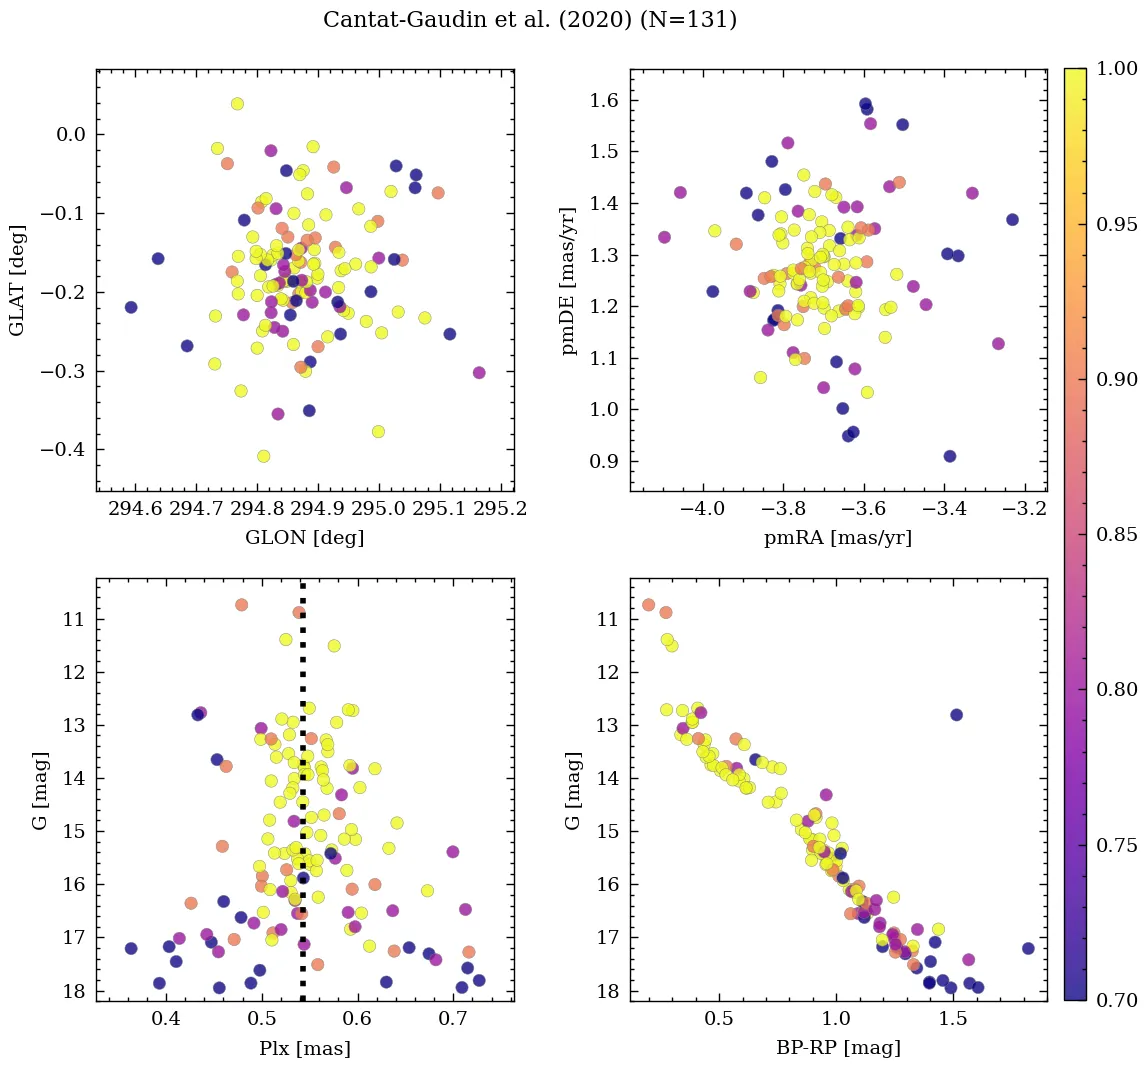 Cantat-Gaudin et al. (2020) (N=131)
0.0
−0.1
−0.2
−0.3
−0.4
GLAT [deg]
294.6 294.7 294.8 294.9 295.0 295.1 295.2
GLON [deg]
1.6
1.5
1.4
1.3
1.2
1.1
1.0
0.9
pmDE [mas/yr]
−4.0 −3.8 −3.6 −3.4 −3.2
pmRA [mas/yr]
11
12
13
14
15
16
17
18
G [mag]
0.4 0.5 0.6 0.7
Plx [mas]
11
12
13
14
15
16
17
18
G [mag]
0.5 1.0 1.5
BP-RP [mag]
1.00
0.95
0.90
0.85
0.80
0.75
0.70